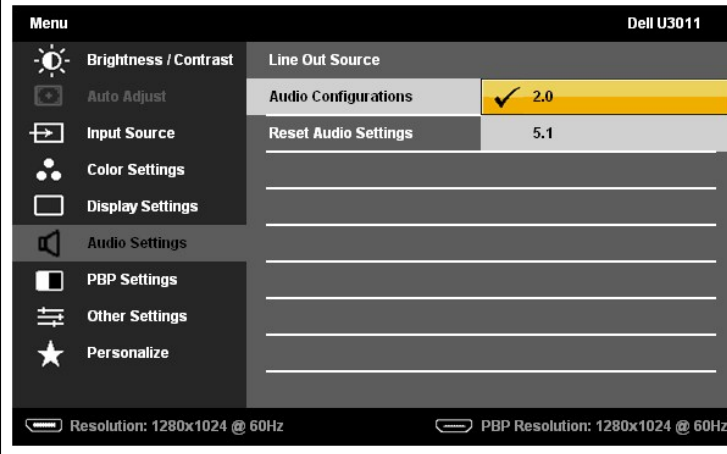 Menu Dell U3011
Brightness / Contrast Line Out Source
Auto Adjust Audio Configurations 2.0
Input Source Reset Audio Settings 5.1
Color Settings
Display Settings
Audio Settings
PBP Settings
Other Settings
Personalize
Resolution: 1280x1024 @ 60Hz PBP Resolution: 1280x1024 @ 60Hz